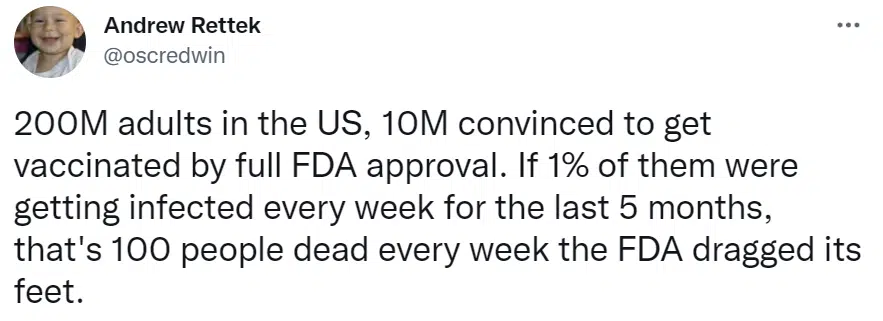 Andrew Rettek
@oscredwin
200M adults in the US, 10M convinced to get
vaccinated by full FDA approval. If 1% of them were
getting infected every week for the last 5 months,
that's 100 people dead every week the FDA dragged its
feet.